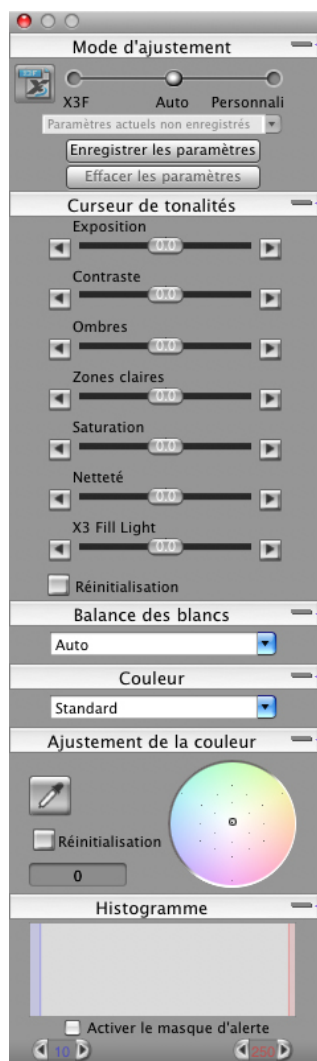 Mode d'ajustement
X3F
X3F Auto Personnali
Paramètres actuels non enregistrés
Enregistrer les paramètres
Effacer les paramètres
Curseur de tonalités
Exposition
0.0
Contraste
0.0
Ombres
0.0
Zones claires
0.0
Saturation
0.0
Netteté
0.0
X3 Fill Light
0.0
Réinitialisation
Balance des blancs
Auto
Couleur
Standard
Ajustement de la couleur
Réinitialisation
0
Histogramme
Activer le masque d'alerte
10 250